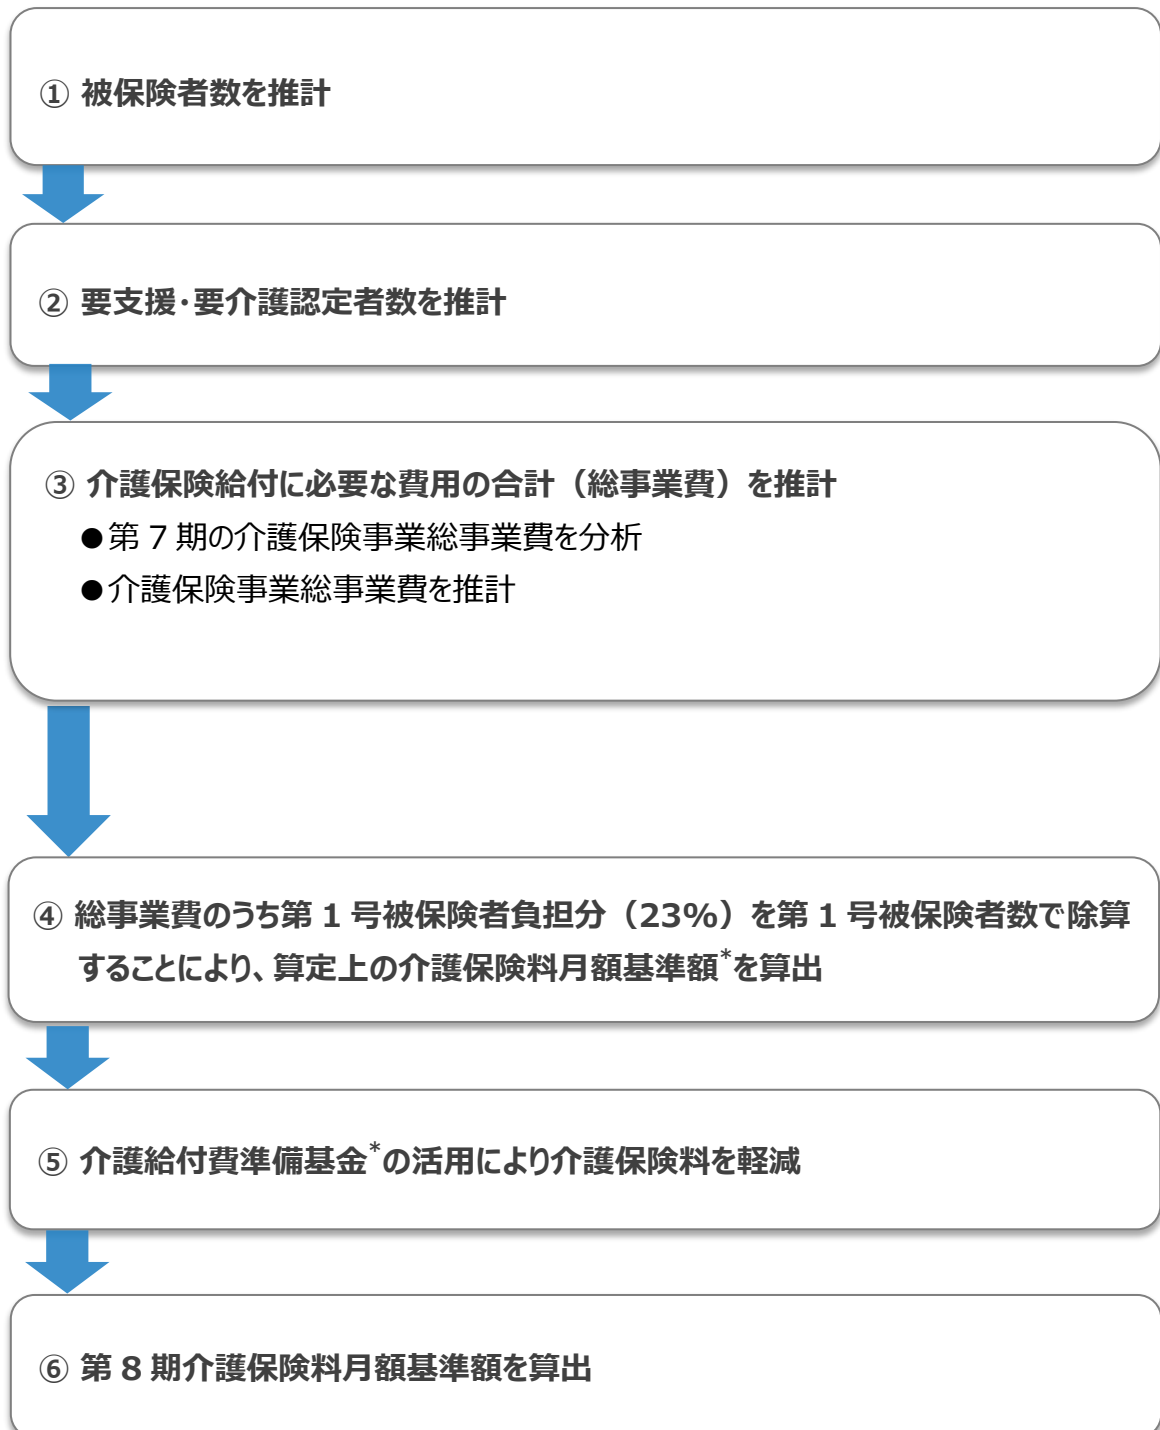 ① 被保険者数を推計
② 要支援・要介護認定者数を推計
③ 介護保険給付に必要な費用の合計（総事業費）を推計
●第 7 期の介護保険事業総事業費を分析
●介護保険事業総事業費を推計
④ 総事業費のうち第 1 号被保険者負担分（23%）を第 1 号被保険者数で除算
することにより、算定上の介護保険料月額基準額*を算出
⑤ 介護給付費準備基金*の活用により介護保険料を軽減
⑥ 第 8 期介護保険料月額基準額を算出